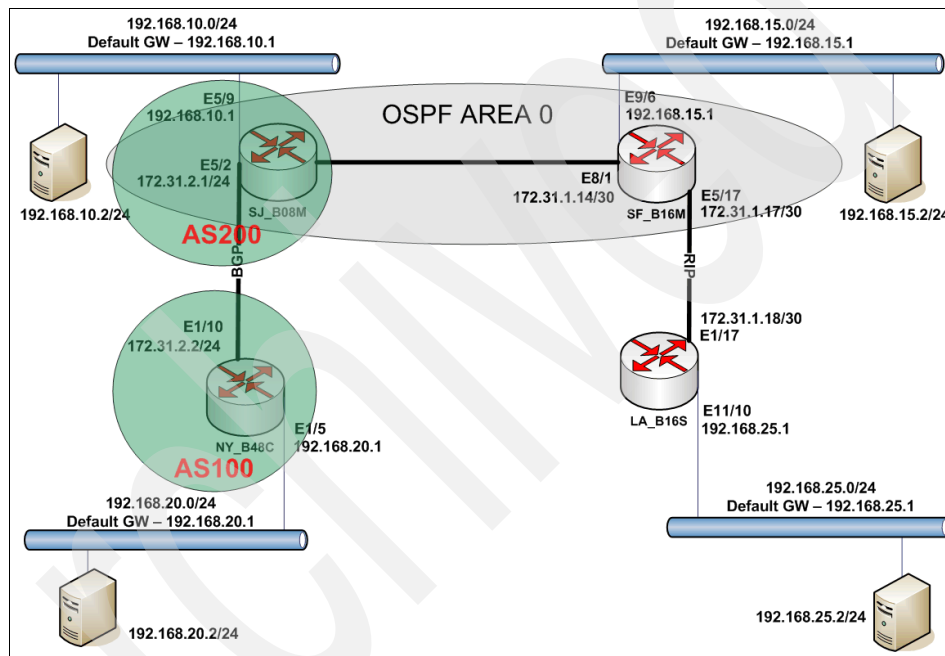 192.168.10.0/24
Default GW – 192.168.10.1
192.168.15.0/24
Default GW – 192.168.15.1
E5/9
192.168.10.1
OSPF AREA 0
E9/6
192.168.15.1
E5/2
172.31.2.1/24
SJ_B08M
E8/1
172.31.1.14/30
SF_B16M
E5/17
172.31.1.17/30
192.168.10.2/24
192.168.15.2/24
AS200
BGP
RIP
E1/10
172.31.2.2/24
172.31.1.18/30
E1/17
NY_B48C
E1/5
192.168.20.1
LA_B16S
E11/10
192.168.25.1
AS100
192.168.20.0/24
Default GW – 192.168.20.1
192.168.25.0/24
Default GW – 192.168.25.1
192.168.20.2/24
192.168.25.2/24